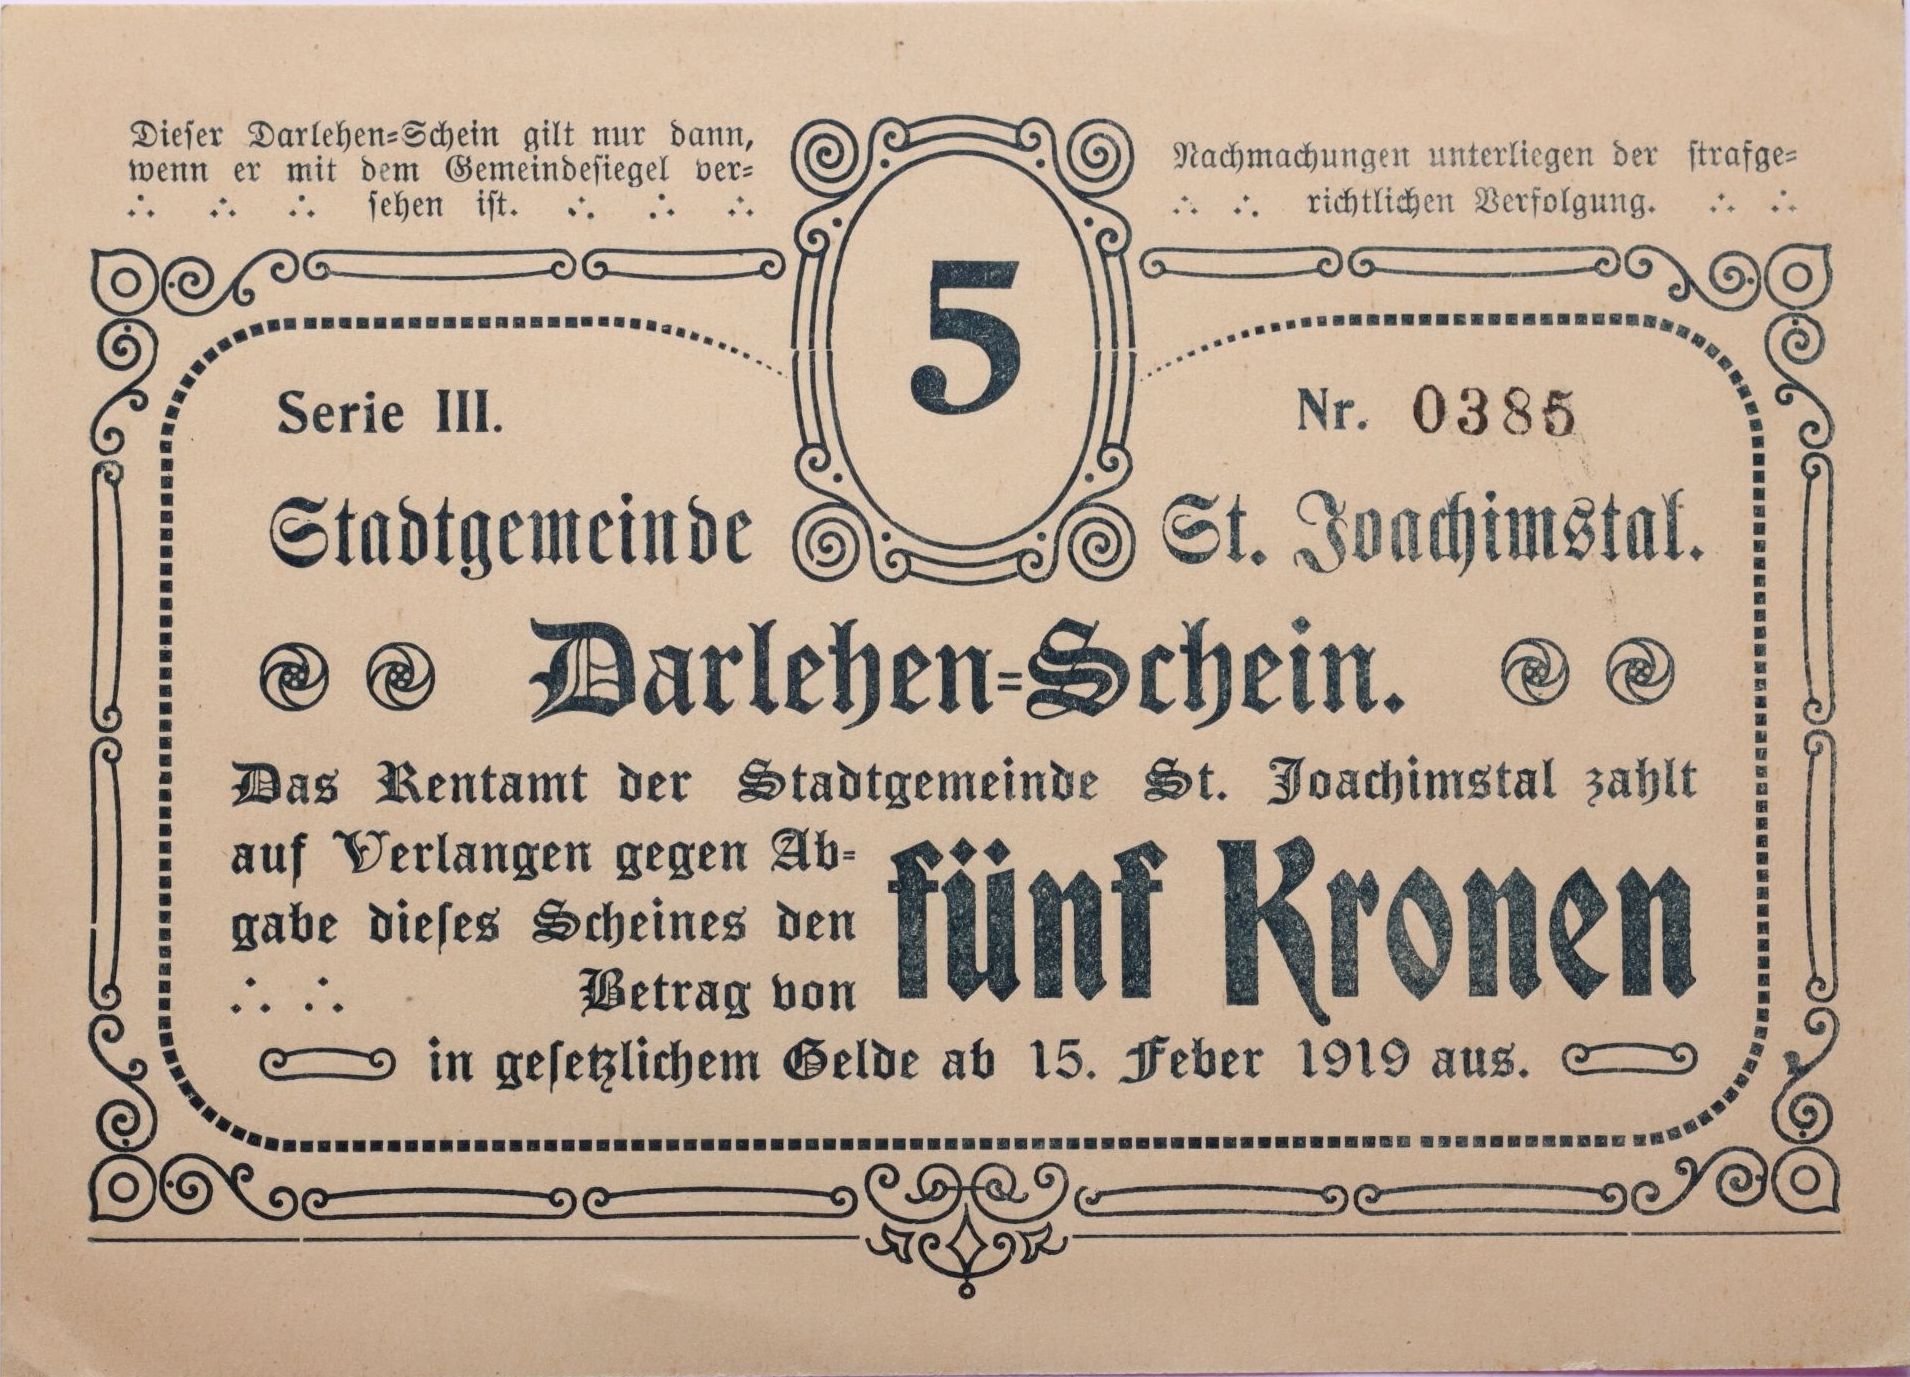 Dieser Darlehen=Schein gilt nur dann,
wenn er mit dem Gemeindesiegel ver=
sehen ist.
Nachmachungen unterliegen der strafge=
richtlichen Verfolgung.
5
Serie III.
Nr. 0385
Stadtgemeinde St. Joachimstal.
Darlehen=Schein.
Das Rentamt der Stadtgemeinde St. Joachimstal zahlt
auf Verlangen gegen Ab=
gabe dieses Scheines den
Betrag von
fünf Kronen
in gesetzlichem Gelde ab 15. Feber 1919 aus.